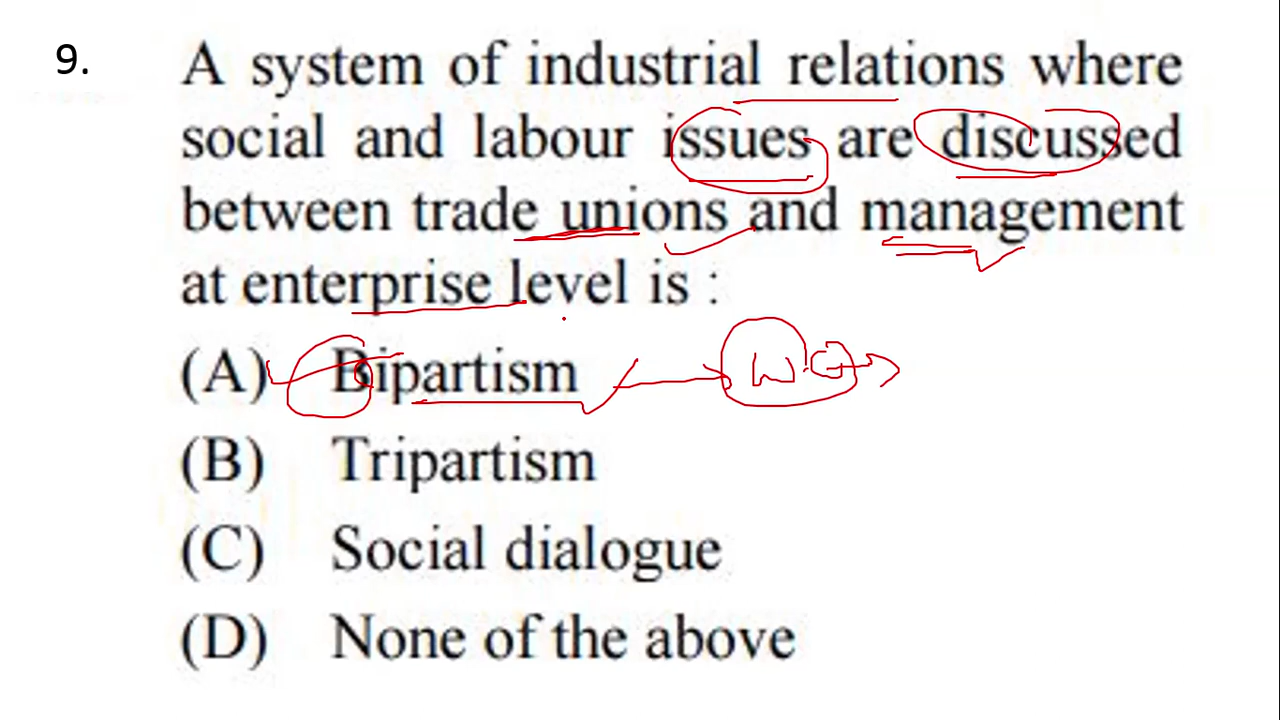 9.
A system of industrial relations where
social and labour issues are discussed
between trade unions and management
at enterprise level is :
(A) Bipartism W.
(B) Tripartism
(C) Social dialogue
(D) None of the above